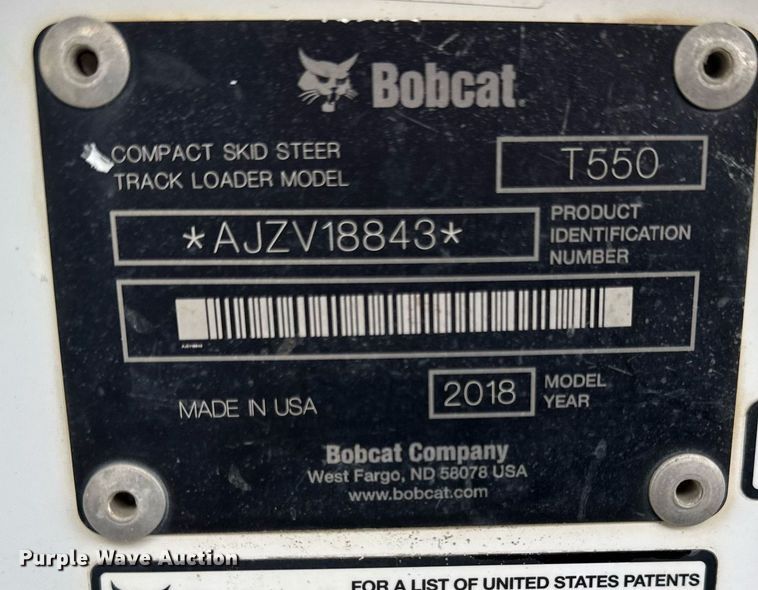 Bobcat.
COMPACT SKID STEER
TRACK LOADER MODEL
T550
*AJZV18843*
PRODUCT
IDENTIFICATION
NUMBER
MADE IN USA
2018
MODEL
YEAR
Bobcat Company
West Fargo, ND 58078 USA
www.bobcat.com
Purple Wave Auction
FOR A LIST OF UNITED STATES PATENTS